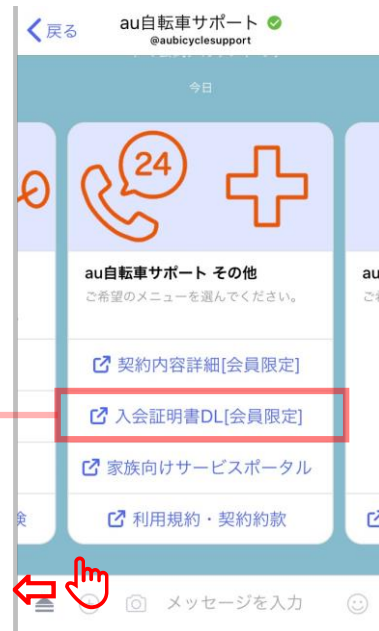 戻る
au自転車サポート
@aubicyclesupport
今日
24
au自転車サポート その他
au
ご希望のメニューを選んでください。
契約内容詳細[会員限定]
入会証明書DL[会員限定]
家族向けサービスポータル
険
利用規約・契約約款
メッセージを入力